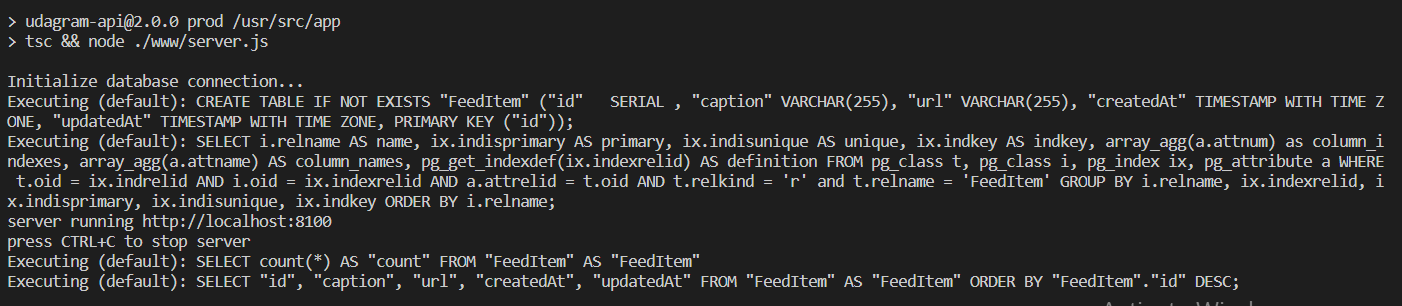 > udagram-api@2.0.0 prod /usr/src/app
> tsc && node ./www/server.js
Initialize database connection...
Executing (default): CREATE TABLE IF NOT EXISTS "FeedItem" ("id"   SERIAL , "caption" VARCHAR(255), "url" VARCHAR(255), "createdAt" TIMESTAMP WITH TIME Z
ONE, "updatedAt" TIMESTAMP WITH TIME ZONE, PRIMARY KEY ("id"));
Executing (default): SELECT i.relname AS name, ix.indisprimary AS primary, ix.indisunique AS unique, ix.indkey AS indkey, array_agg(a.attnum) as column_i
ndexes, array_agg(a.attname) AS column_names, pg_get_indexdef(ix.indexrelid) AS definition FROM pg_class t, pg_class i, pg_index ix, pg_attribute a WHERE
 t.oid = ix.indrelid AND i.oid = ix.indexrelid AND a.attrelid = t.oid AND t.relkind = 'r' and t.relname = 'FeedItem' GROUP BY i.relname, ix.indexrelid, i
x.indisprimary, ix.indisunique, ix.indkey ORDER BY i.relname;
server running http://localhost:8100
press CTRL+C to stop server
Executing (default): SELECT count(*) AS "count" FROM "FeedItem" AS "FeedItem"
Executing (default): SELECT "id", "caption", "url", "createdAt", "updatedAt" FROM "FeedItem" AS "FeedItem" ORDER BY "FeedItem"."id" DESC;